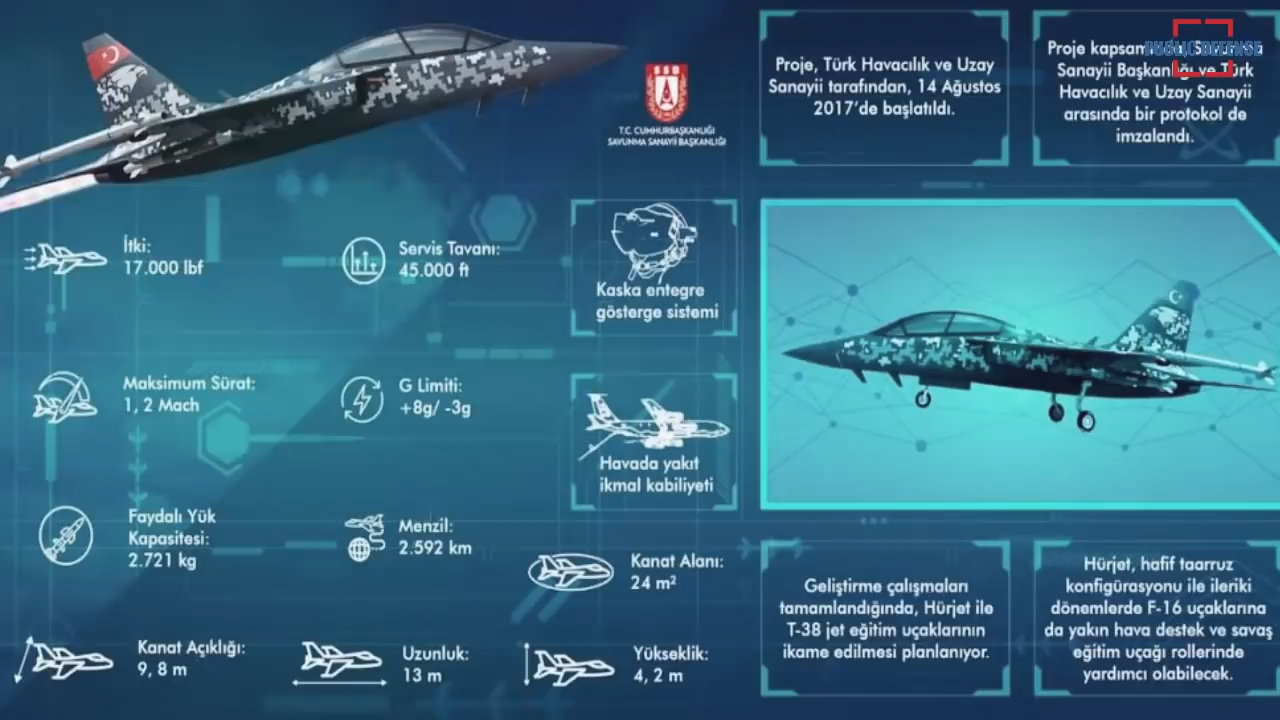 T.C. CUMHURBAŞKANLIĞI
SAVUNMA SANAYİİ BAŞKANLIĞI
Proje, Türk Havacılık ve Uzay
Sanayii tarafından, 14 Ağustos
2017'de başlatıldı.
PUBLIC DEFENSE
Proje
Sanayii Başkanlığı ve Türk
Havacılık ve Uzay Sanayii
arasında bir protokol de
imzalandı.
İtki:
17.000 lbf
Servis Tavanı:
45.000 ft
Kaska entegre
gösterge sistemi
Maksimum Sürat:
1, 2 Mach
G Limiti:
+8g/ -3g
Havada yakıt
ikmal kabiliyeti
Faydalı Yük
Kapasitesi:
2.721 kg
Menzil:
2.592 km
Kanat Alanı:
24 m²
Kanat Açıklığı:
9, 8 m
Uzunluk:
13 m
Yükseklik:
4, 2 m
Geliştirme çalışmaları
tamamlandığında, Hürjet ile
T-38 jet eğitim uçaklarının
ikame edilmesi planlanıyor.
Hürjet, hafif taarruz
konfigürasyonu ile ileriki
dönemlerde F-16 uçaklarına
da yakın hava destek ve savaş
eğitim uçağı rollerinde
yardımcı olabilecek.